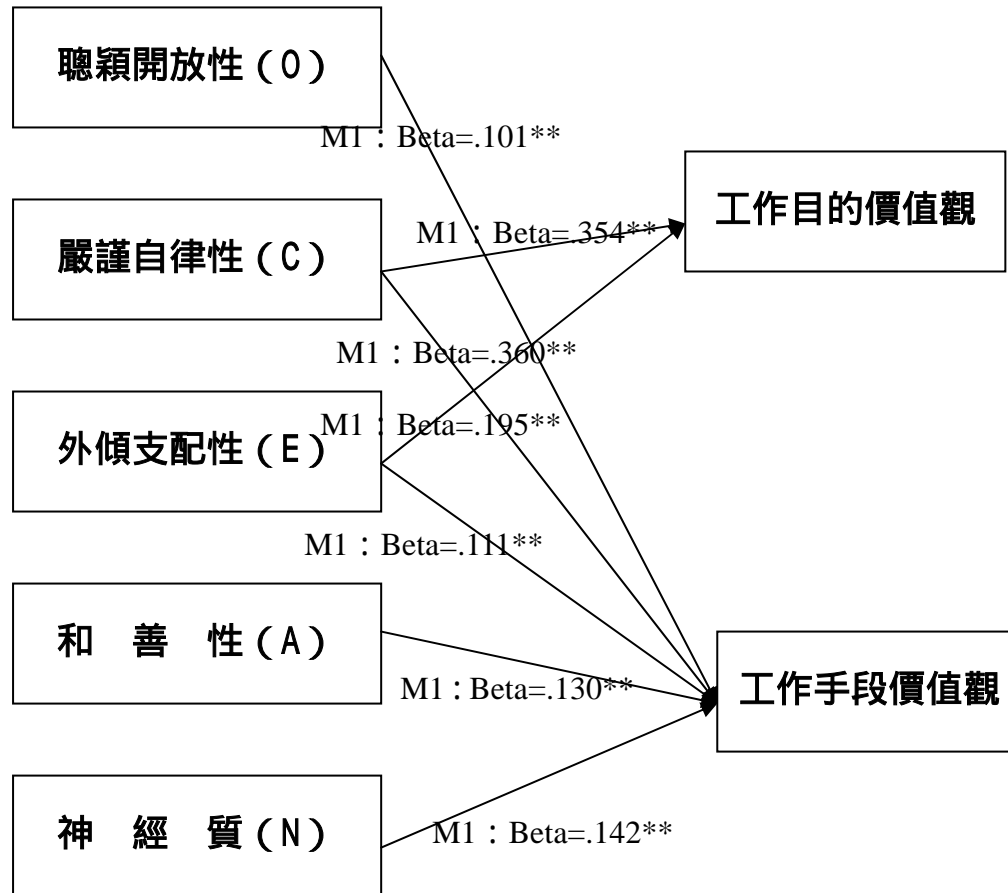 聰穎開放性(O)
M1：Beta=.101**
工作目的價值觀
嚴謹自律性(C)
M1：Beta=.354**
M1：Beta=.360**
外傾支配性(E)
M1：Beta=.195**
M1：Beta=.111**
和　善　性(A)
工作手段價值觀
M1：Beta=.130**
神　經　質(N)
M1：Beta=.142**